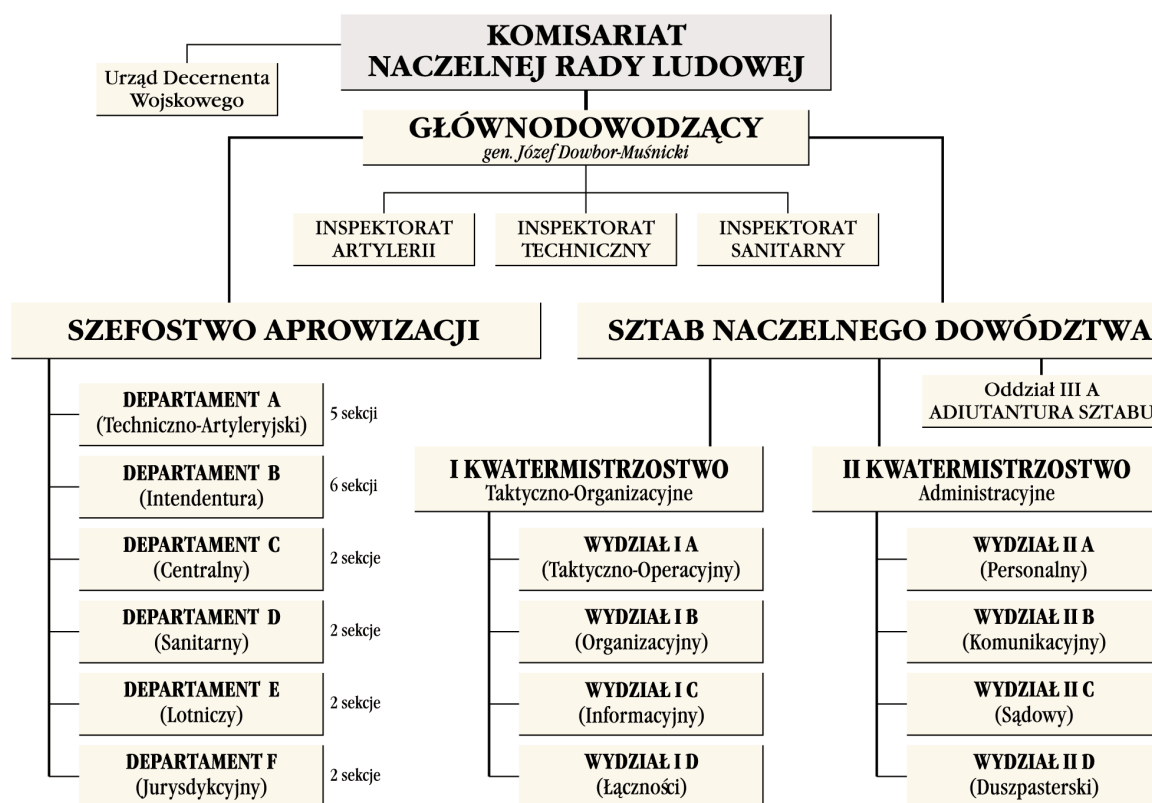 KOMISARIAT
NACZELNEJ RADY LUDOWEJ
Urząd Decernenta
Wojskowego
GŁÓWNODOWODZĄCY
gen. Józef Dowbor-Muśnicki
INSPEKTORAT
ARTYLERII
INSPEKTORAT
TECHNICZNY
INSPEKTORAT
SANITARNY
SZEFOSTWO APROWIZACJI
DEPARTAMENT A
(Techniczno-Artyleryjski)
5 sekcji
DEPARTAMENT B
(Intendentura)
6 sekcji
DEPARTAMENT C
(Centralny)
2 sekcje
DEPARTAMENT D
(Sanitarny)
2 sekcje
DEPARTAMENT E
(Lotniczy)
2 sekcje
DEPARTAMENT F
(Jurysdykcyjny)
2 sekcje
SZTAB NACZELNEGO DOWÓDZTWA
Oddział III A
ADIUTANTURA SZTABU
I KWATERMISTRZOSTWO
Taktyczno-Organizacyjne
WYDZIAŁ I A
(Taktyczno-Operacyjny)
WYDZIAŁ I B
(Organizacyjny)
WYDZIAŁ I C
(Informacyjny)
WYDZIAŁ I D
(Łączności)
II KWATERMISTRZOSTWO
Administracyjne
WYDZIAŁ II A
(Personalny)
WYDZIAŁ II B
(Komunikacyjny)
WYDZIAŁ II C
(Sądowy)
WYDZIAŁ II D
(Duszpasterski)